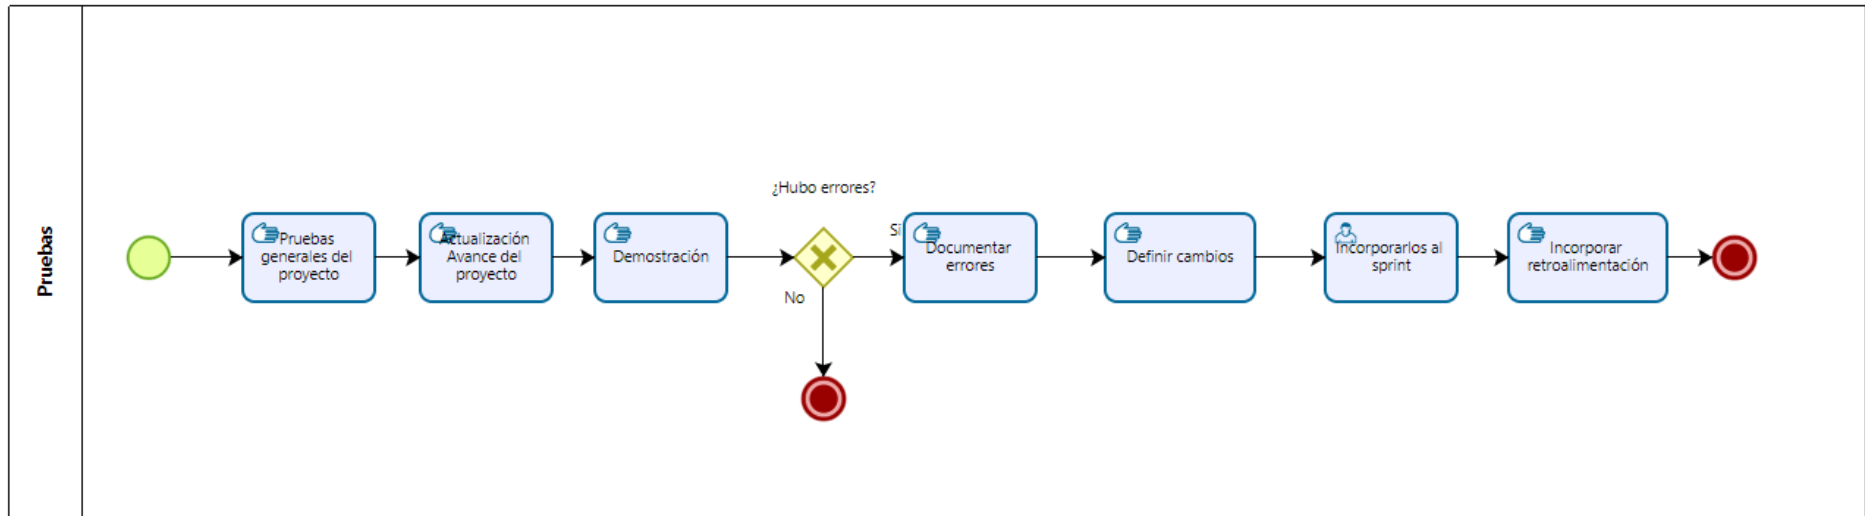 Pruebas
Pruebas
generales del
proyecto
Actualización
Avance del
proyecto
Demostración
¿Hubo errores?
Sí
No
Documentar
errores
Definir cambios
Incorporarlos al
sprint
Incorporar
retroalimentación